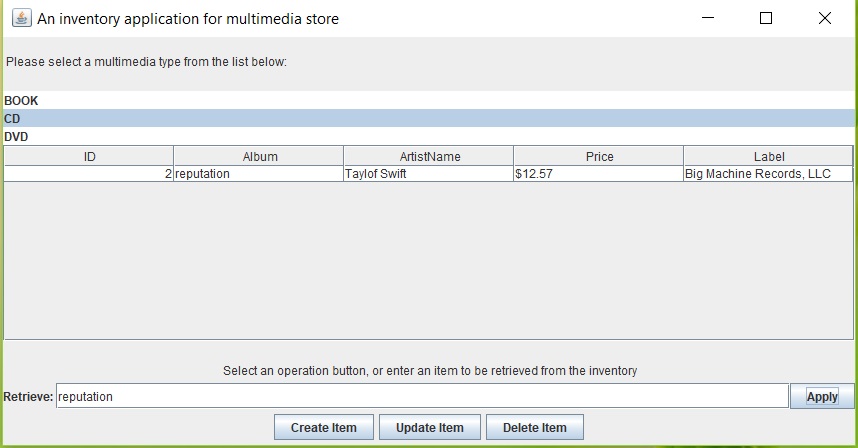 An inventory application for multimedia store
Please select a multimedia type from the list below:
BOOK
CD
DVD
ID Album ArtistName Price Label
2 reputation Taylof Swift $12.57 Big Machine Records, LLC
Select an operation button, or enter an item to be retrieved from the inventory
Retrieve: reputation Apply
Create Item Update Item Delete Item